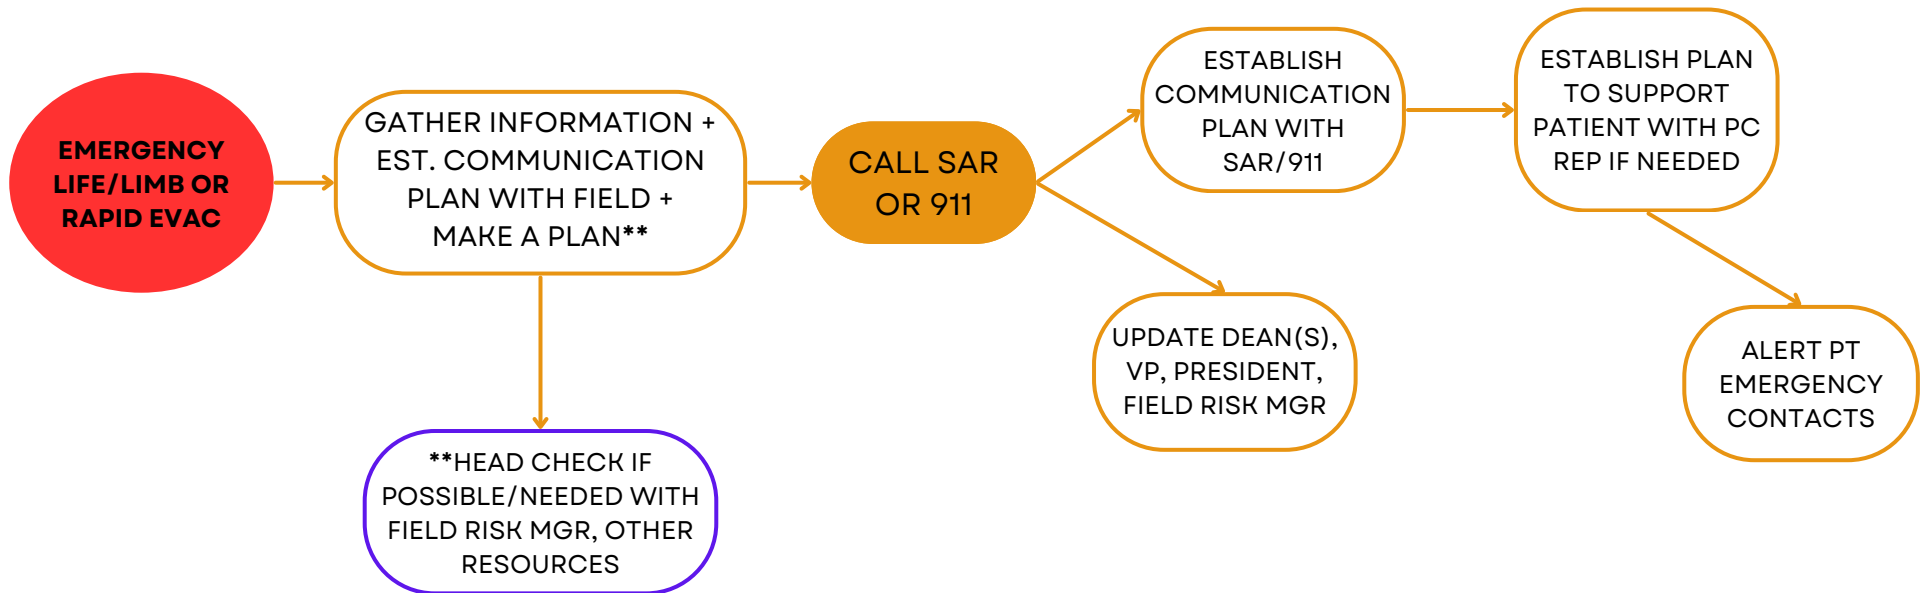 EMERGENCY
LIFE/LIMB OR
RAPID EVAC
GATHER INFORMATION +
EST. COMMUNICATION
PLAN WITH FIELD +
MAKE A PLAN**
**HEAD CHECK IF
POSSIBLE/NEEDED WITH
FIELD RISK MGR, OTHER
RESOURCES
CALL SAR
OR 911
ESTABLISH
COMMUNICATION
PLAN WITH
SAR/911
UPDATE DEAN(S),
VP, PRESIDENT,
FIELD RISK MGR
ESTABLISH PLAN
TO SUPPORT
PATIENT WITH PC
REP IF NEEDED
ALERT PT
EMERGENCY
CONTACTS